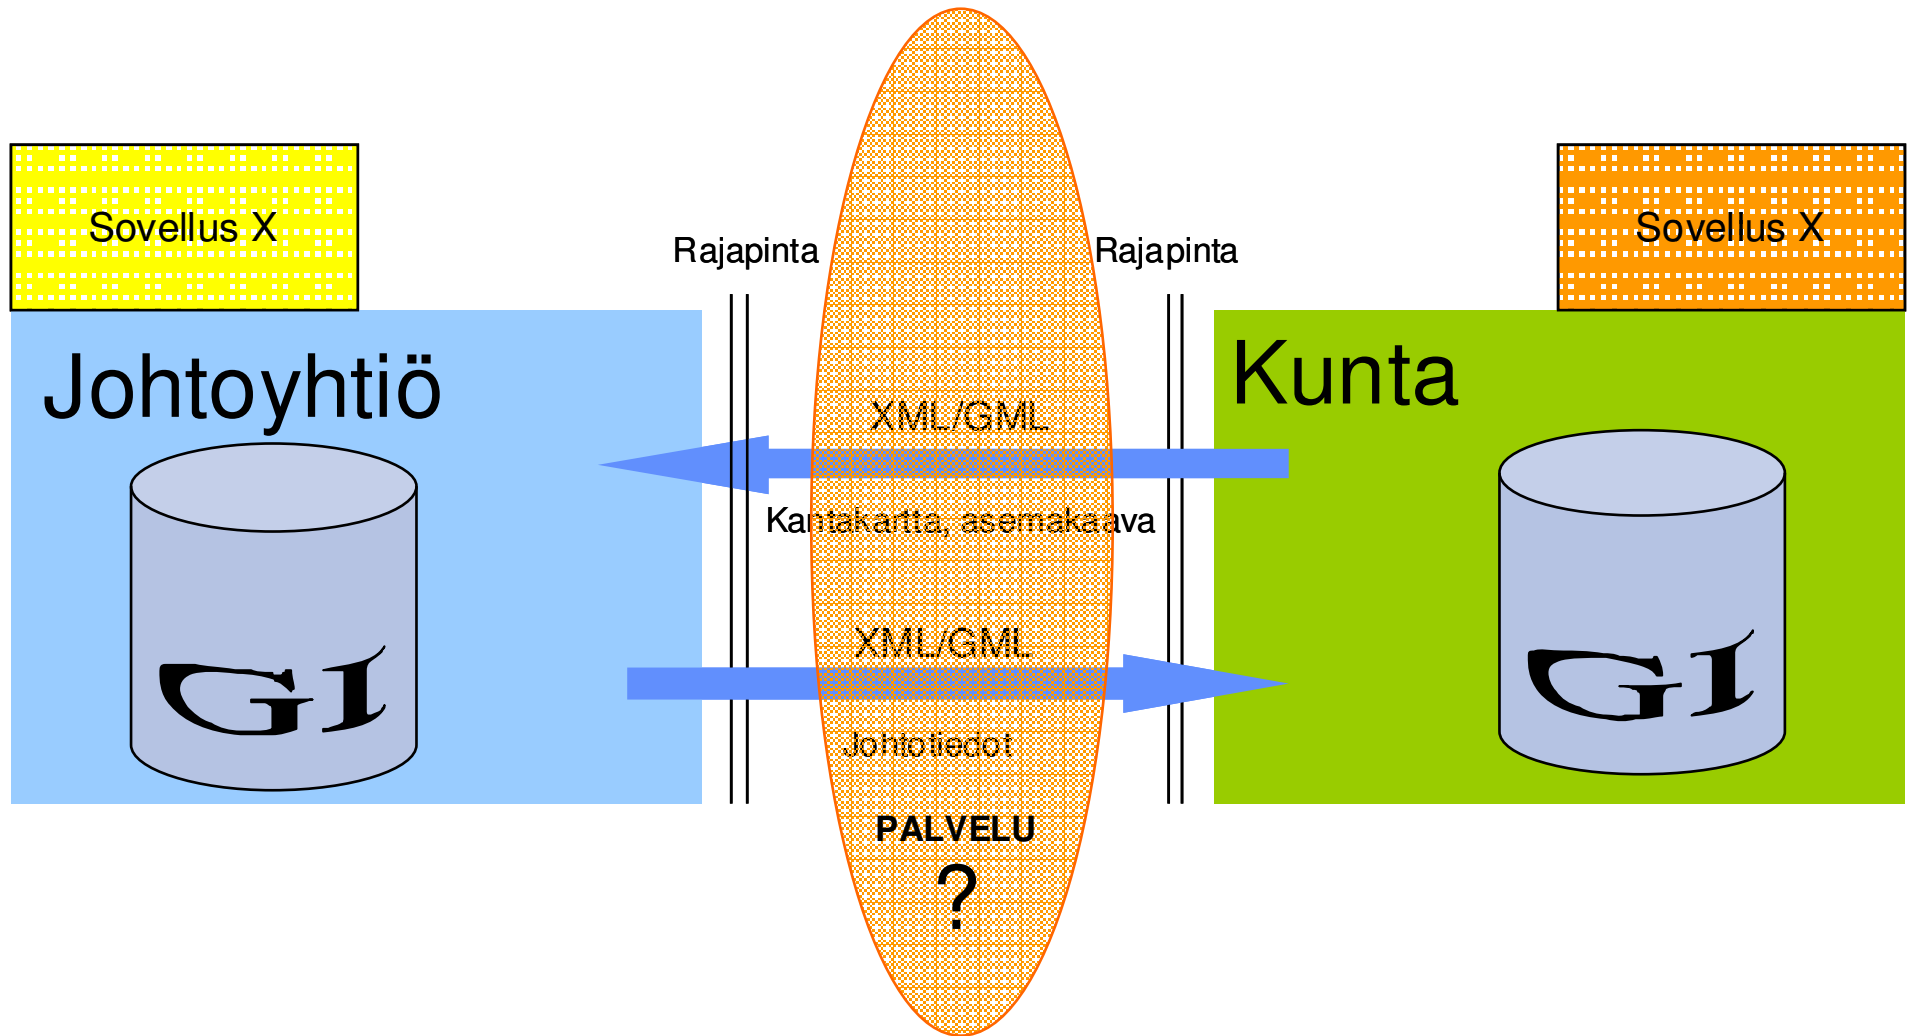 Sovellus X
Sovellus X
Rajapinta
Rajapinta
Johtoyhtiö
Kunta
XML/GML
Kantakartta, asemakaava
XML/GML
GI
GI
Johtotiedot
PALVELU
?